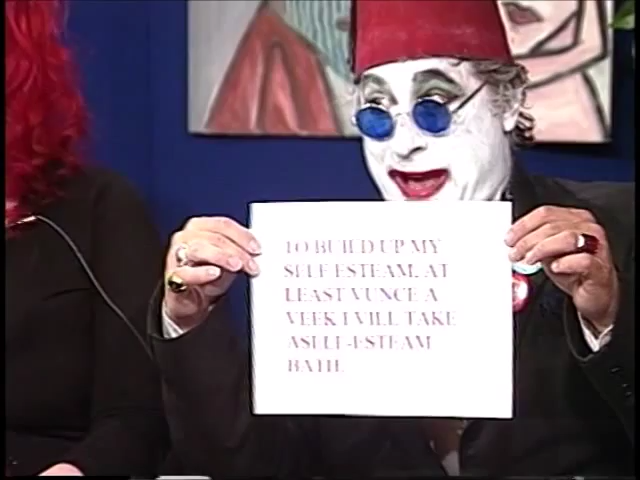 TO BUILD UP MY
SELF ESTEAM, AT
LEAST VUNCE A
VEEK I VILL TAKE
A SELF-ESTEAM
BATH